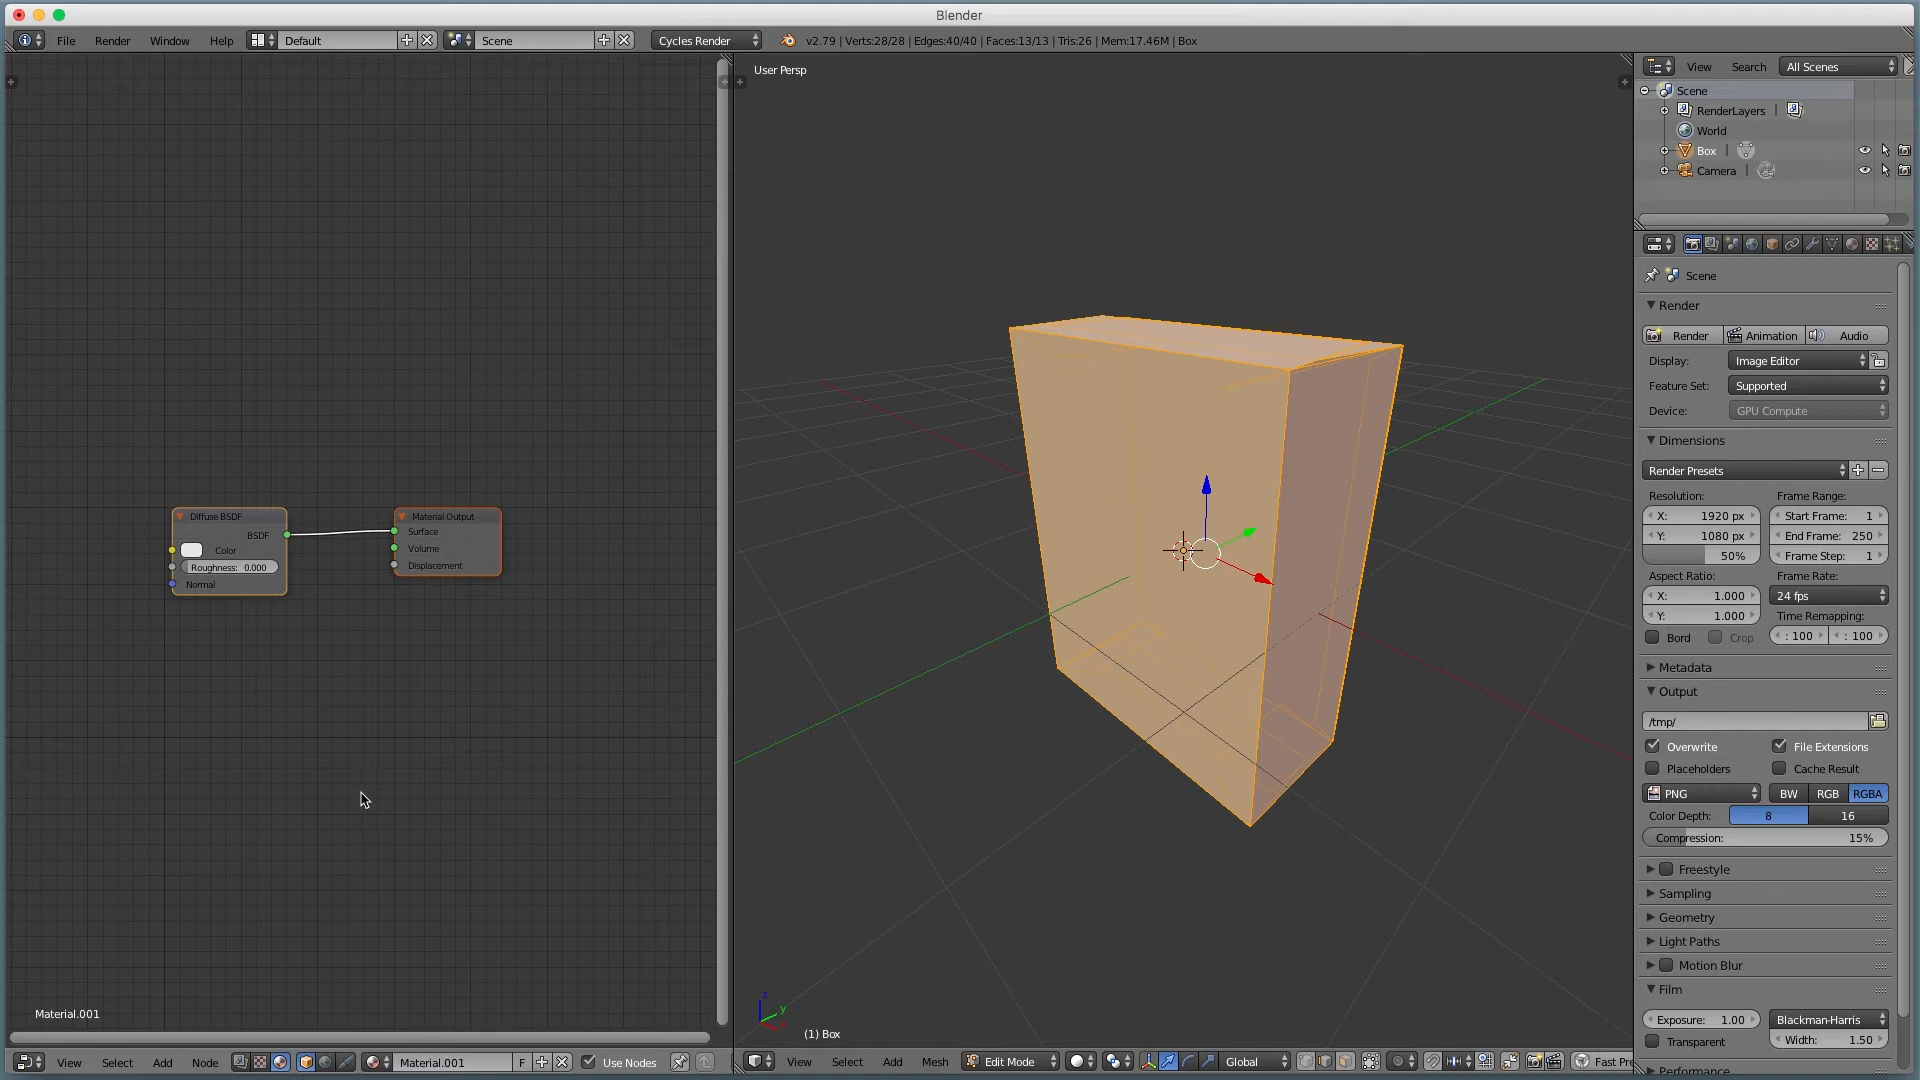 Blender
File Render Window Help Default Scene Cycles Render v2.79 | Verts:28/28 | Edges:40/40 | Faces:13/13 | Tris:26 | Mem:17.46M | Box
User Persp
View Search All Scenes
Scene
RenderLayers |
World
Box |
Camera |
Scene
Render
Render Animation Audio
Display: Image Editor
Feature Set: Supported
Device: GPU Compute
Dimensions
Render Presets
Resolution: Frame Range:
X: 1920 px Start Frame: 1
Y: 1080 px End Frame: 250
50% Frame Step: 1
Aspect Ratio: Frame Rate:
X: 1.000 24 fps
Y: 1.000 Time Remapping:
Bord Crop : 100 : 100
Metadata
Output
/tmp/
Overwrite File Extensions
Placeholders Cache Result
PNG BW RGB RGBA
Color Depth: 8 16
Compression: 15%
Freestyle
Sampling
Geometry
Light Paths
Motion Blur
Film
Exposure: 1.00 Blackman-Harris
Transparent Width: 1.50
Performance
Diffuse BSDF
BSDF
Color
Roughness: 0.000
Normal
Material Output
Surface
Volume
Displacement
Material.001
z
y
(1) Box
View Select Add Node Material.001 F Use Nodes
View Select Add Mesh Edit Mode Global Fast Pre